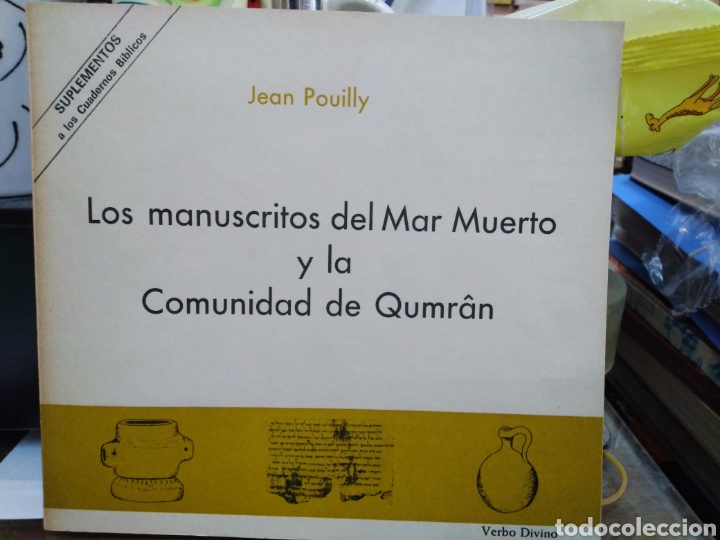 SUPLEMENTOS
a los Cuadernos Bíblicos
Jean Pouilly
Los manuscritos del Mar Muerto
y la
Comunidad de Qumrân
Verbo Divino
todocoleccion